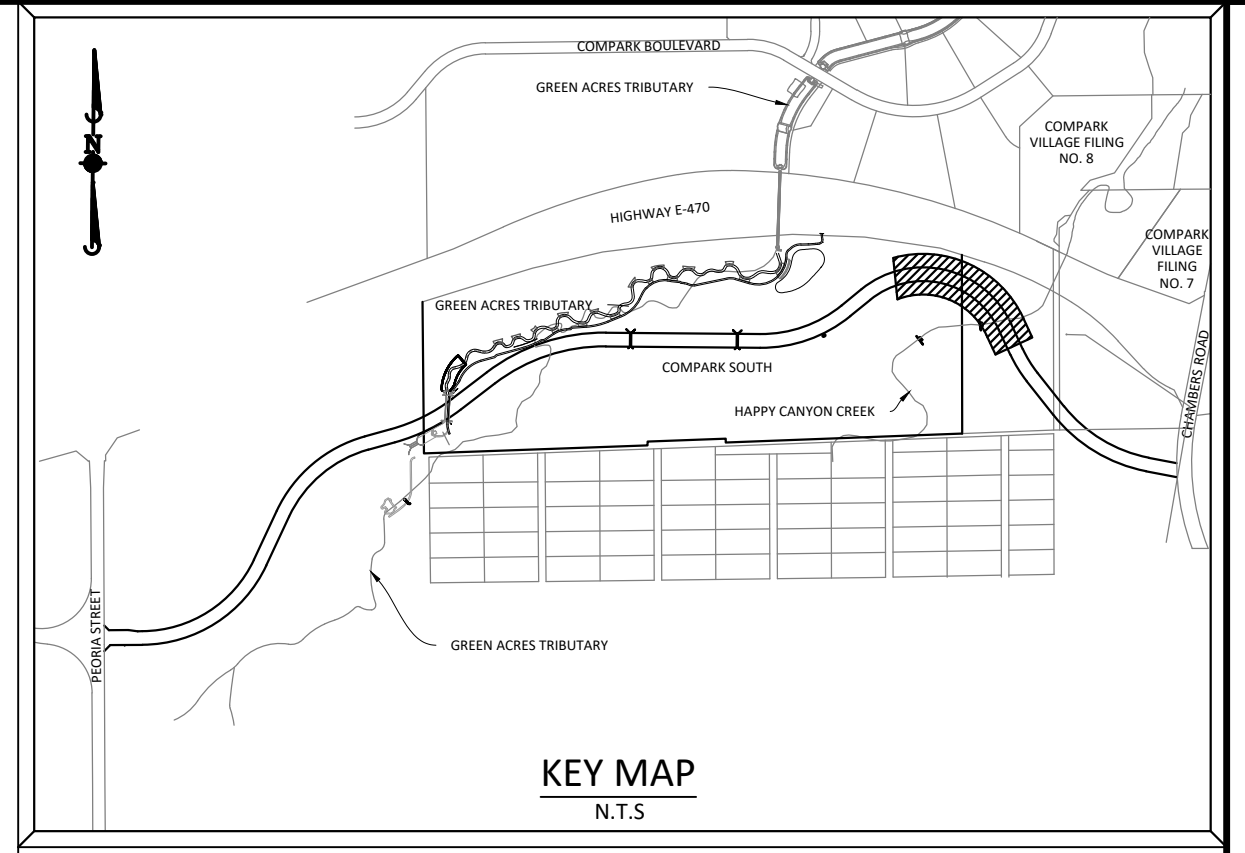 COMPARK BOULEVARD
GREEN ACRES TRIBUTARY
N
COMPARK
VILLAGE FILING
NO. 8
HIGHWAY E-470
COMPARK
VILLAGE
FILING
NO. 7
GREEN ACRES TRIBUTARY
COMPARK SOUTH
CHAMBERS ROAD
HAPPY CANYON CREEK
PEORIA STREET
GREEN ACRES TRIBUTARY
KEY MAP
N.T.S